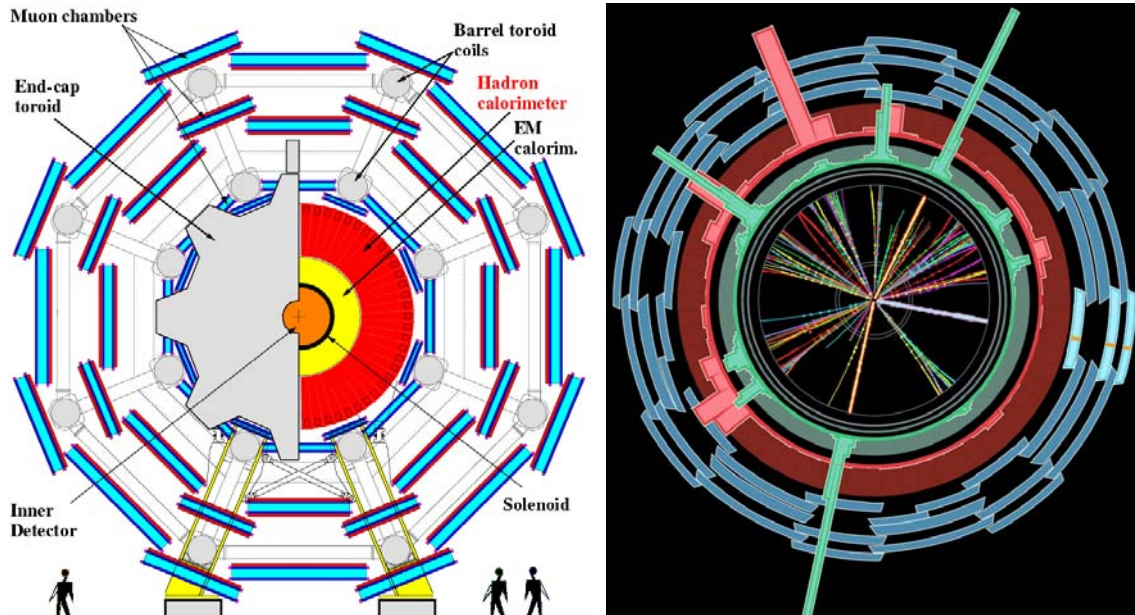 Muon chambers
Barrel toroid
coils
End-cap
toroid
Hadron
calorimeter
EM
calorim.
Inner
Detector
Solenoid